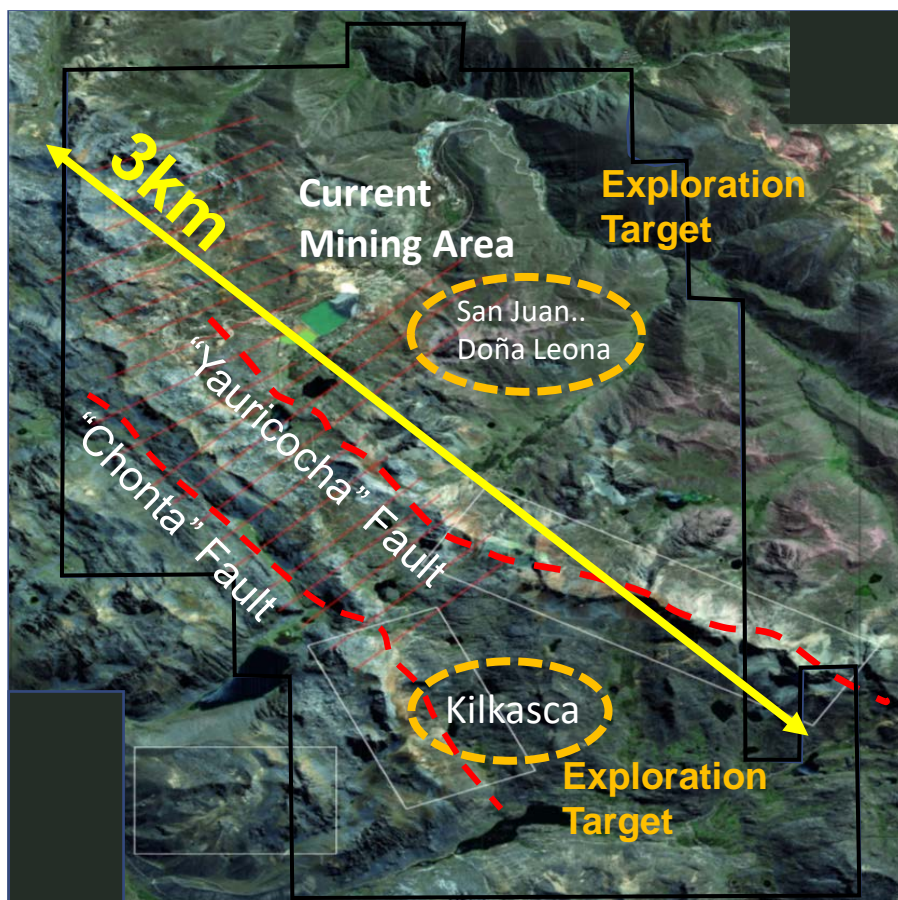 3km
Current
Mining Area
Exploration
Target
San Juan..
Doña Leona
“Yauricocha” Fault
“Chonta” Fault
Kilkasca
Exploration
Target